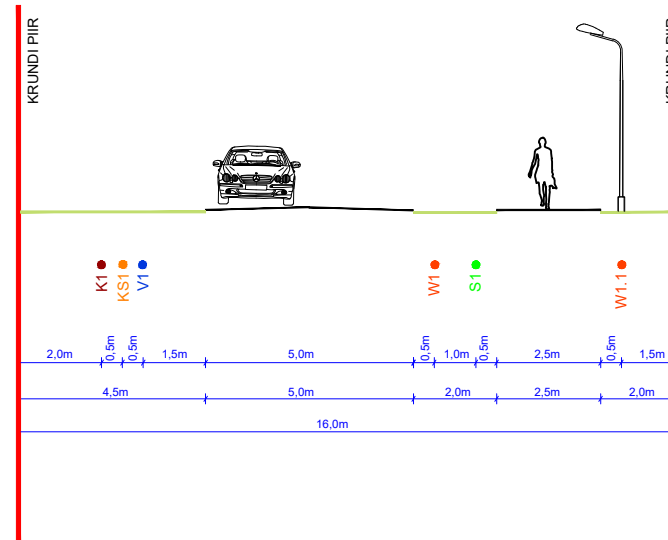 KRUNDI PIIR
KRUNDI PIIR
K1
KS1
V1
W1
S1
W1.1
2,0m
0,5m
0,5m
1,5m
5,0m
0,5m
1,0m
0,5m
2,5m
0,5m
1,5m
4,5m
5,0m
2,0m
2,5m
2,0m
16,0m